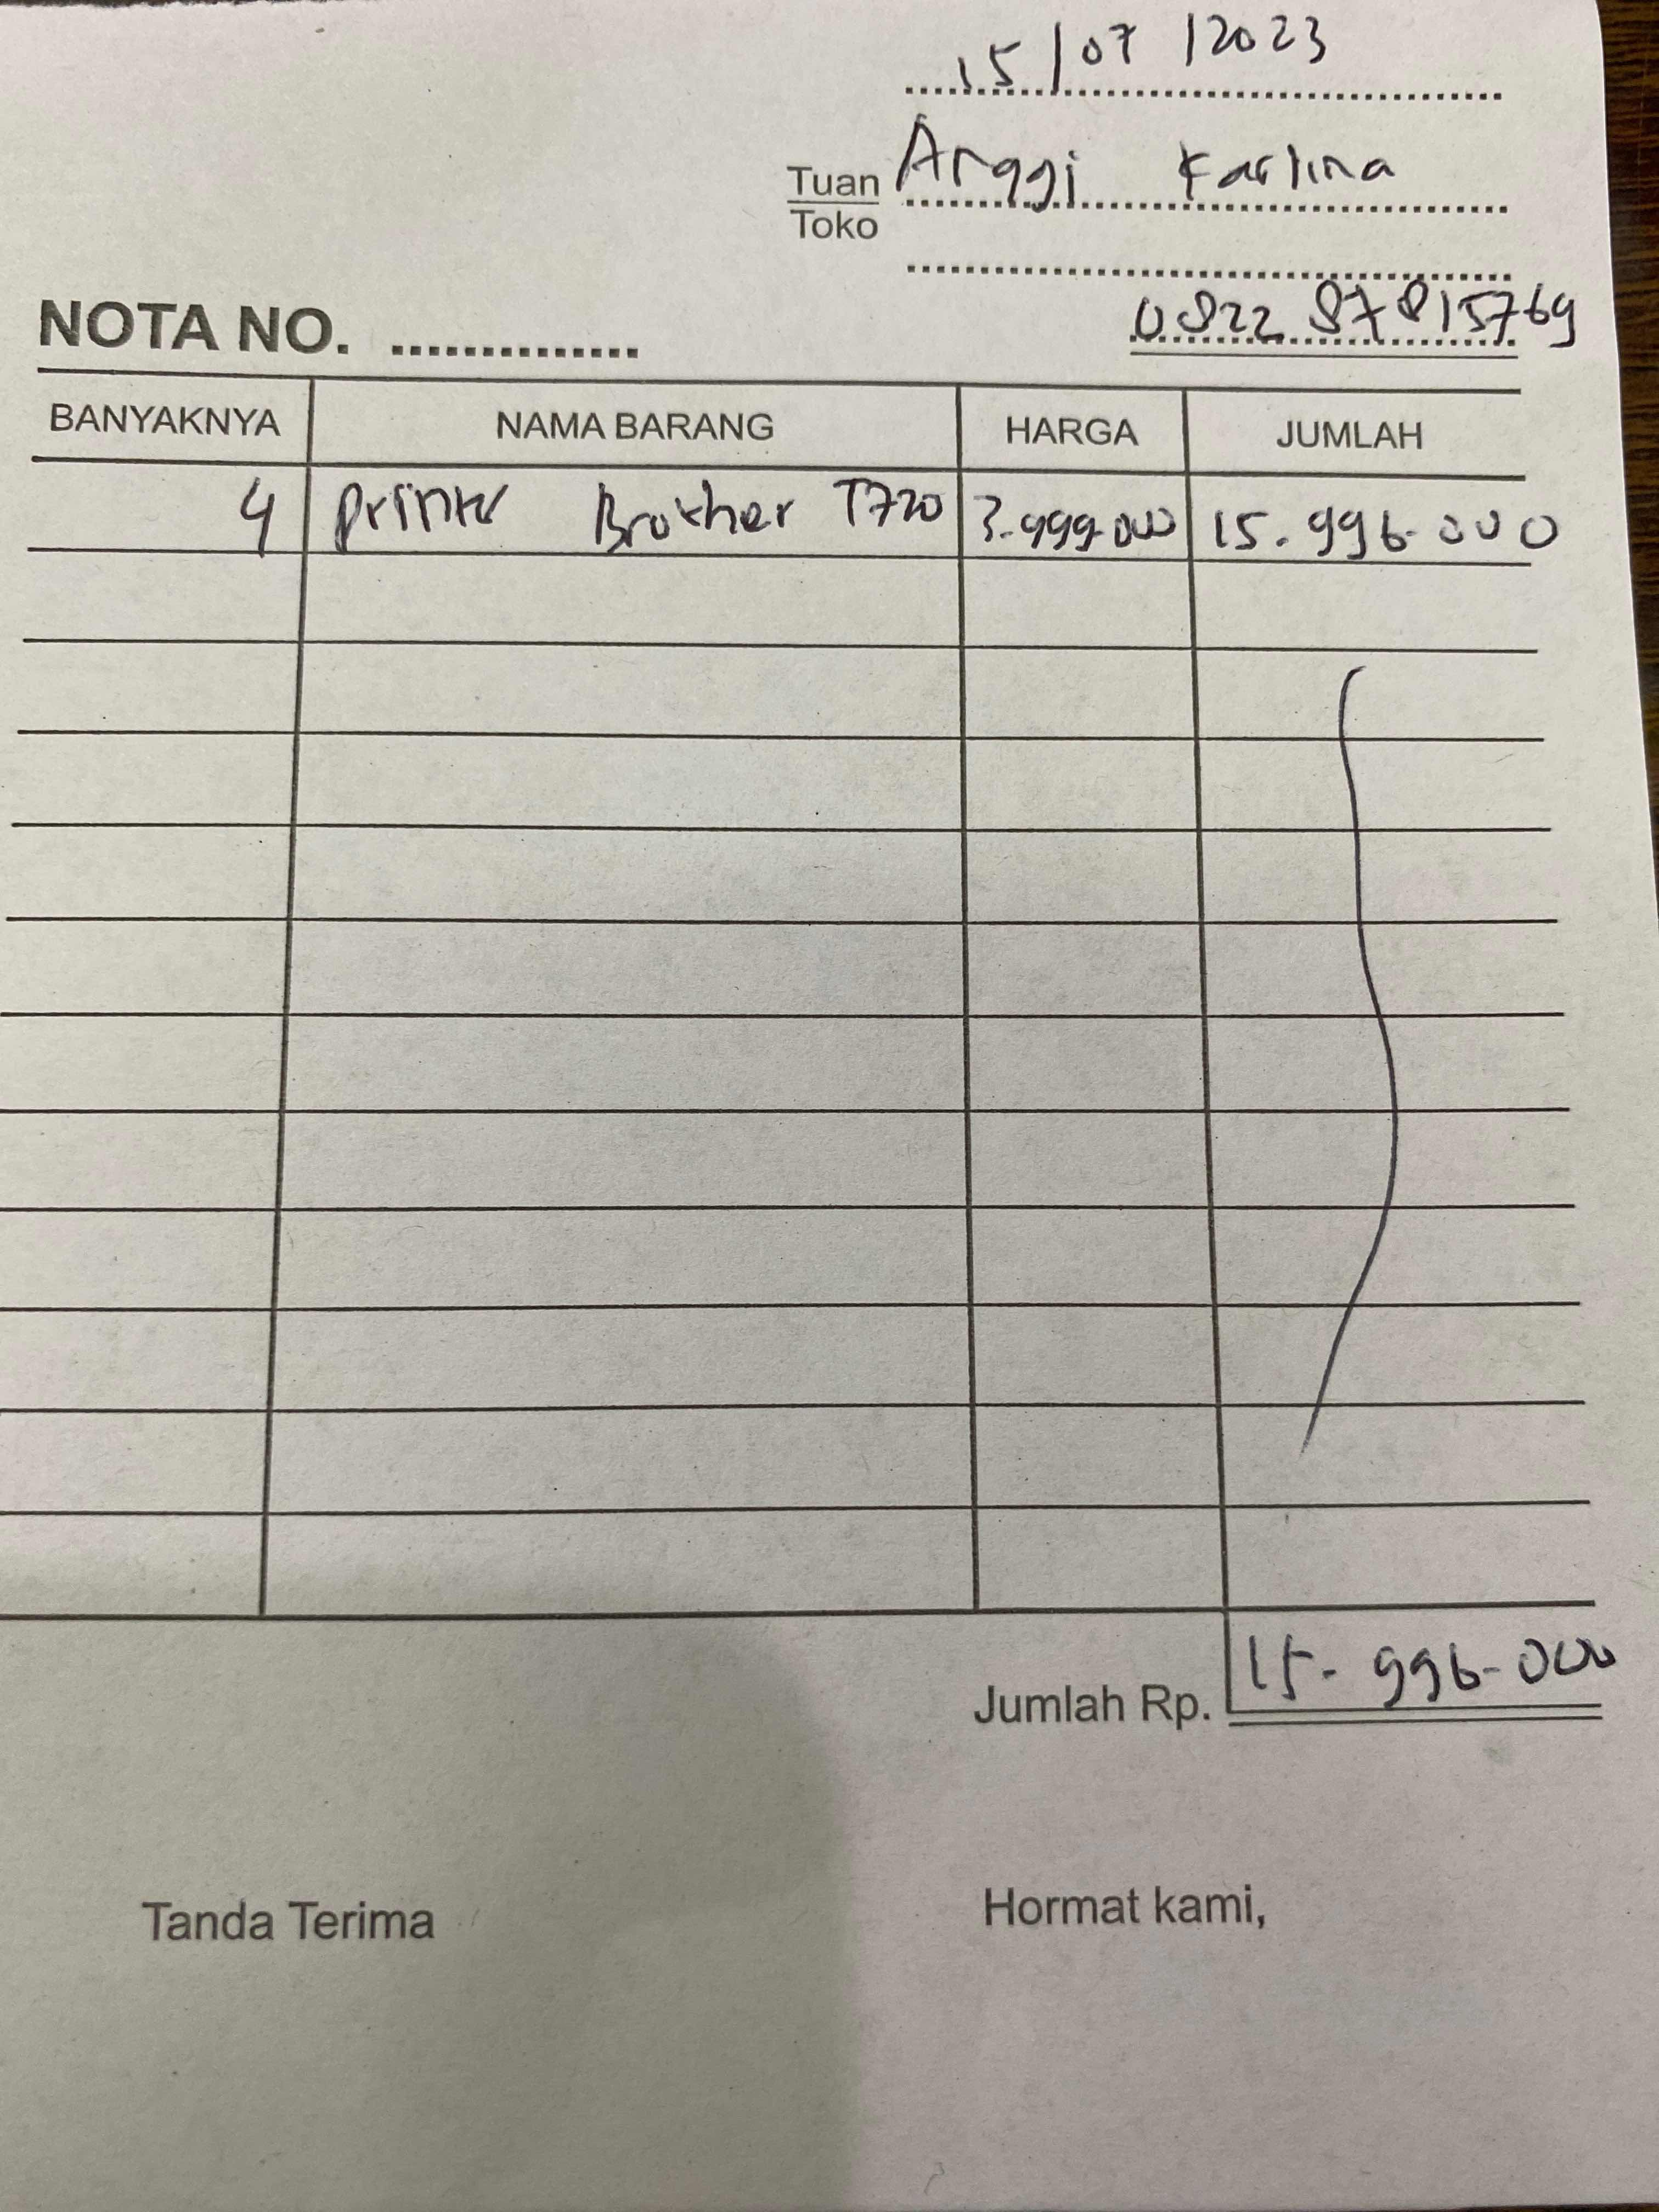 15/07/2023
Tuan Anggi Karlina
Toko
NOTA NO. ..............
0822 87815769
BANYAKNYA NAMA BARANG HARGA JUMLAH
4 Printer Brother T720 3.999.000 15.996.000
Jumlah Rp. 15.996.000
Tanda Terima Hormat kami,